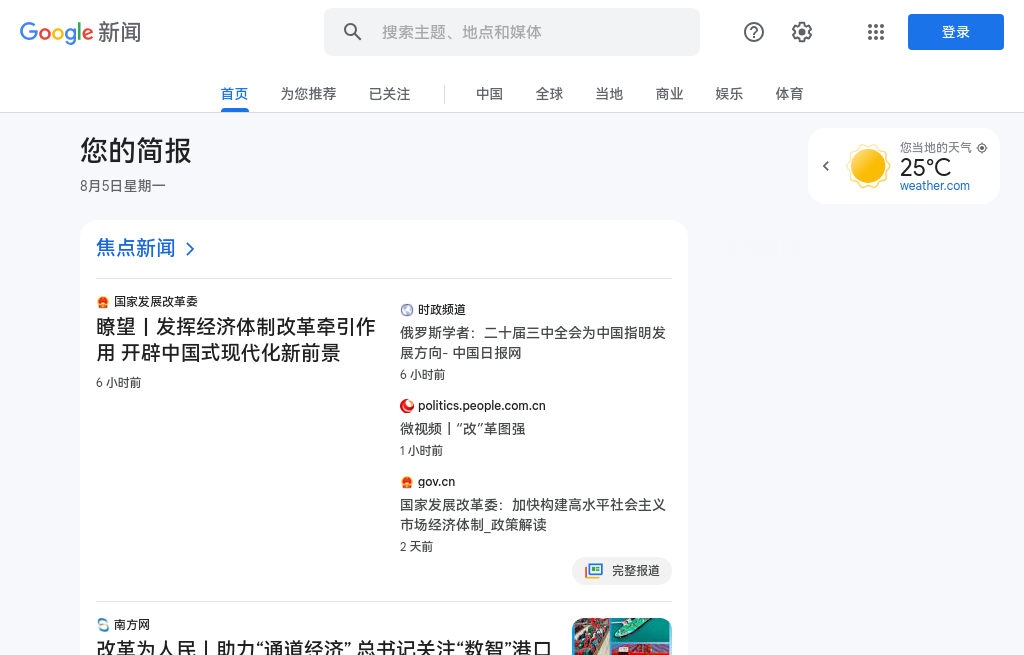 Google 新闻
搜索主题、地点和媒体
登录
首页
为您推荐
已关注
中国
全球
当地
商业
娱乐
体育
您的简报
8月5日星期一
您当地的天气
25°C
weather.com
焦点新闻
国家发展改革委
瞭望丨发挥经济体制改革牵引作
用 开辟中国式现代化新前景
6 小时前
时政频道
俄罗斯学者：二十届三中全会为中国指明发
展方向- 中国日报网
6 小时前
politics.people.com.cn
微视频丨“改”革图强
1 小时前
gov.cn
国家发展改革委：加快构建高水平社会主义
市场经济体制_政策解读
2 天前
完整报道
南方网
改革为人民丨助力“通道经济” 总书记关注“数智”港口